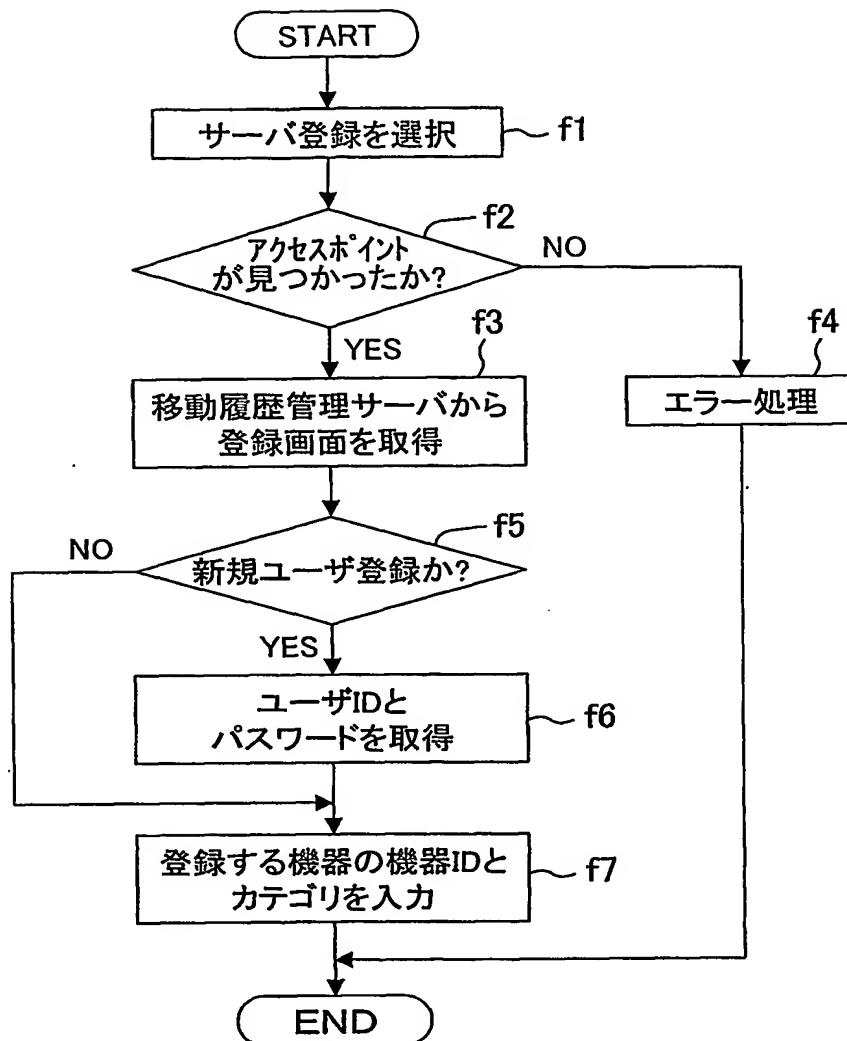 START
サーバ登録を選択
f1
f2
アクセスポイント
が見つかったか?
NO
YES
f3
移動履歴管理サーバから
登録画面を取得
f4
エラー処理
f5
NO
新規ユーザ登録か?
YES
ユーザIDと
パスワードを取得
f6
登録する機器の機器IDと
カテゴリを入力
f7
END